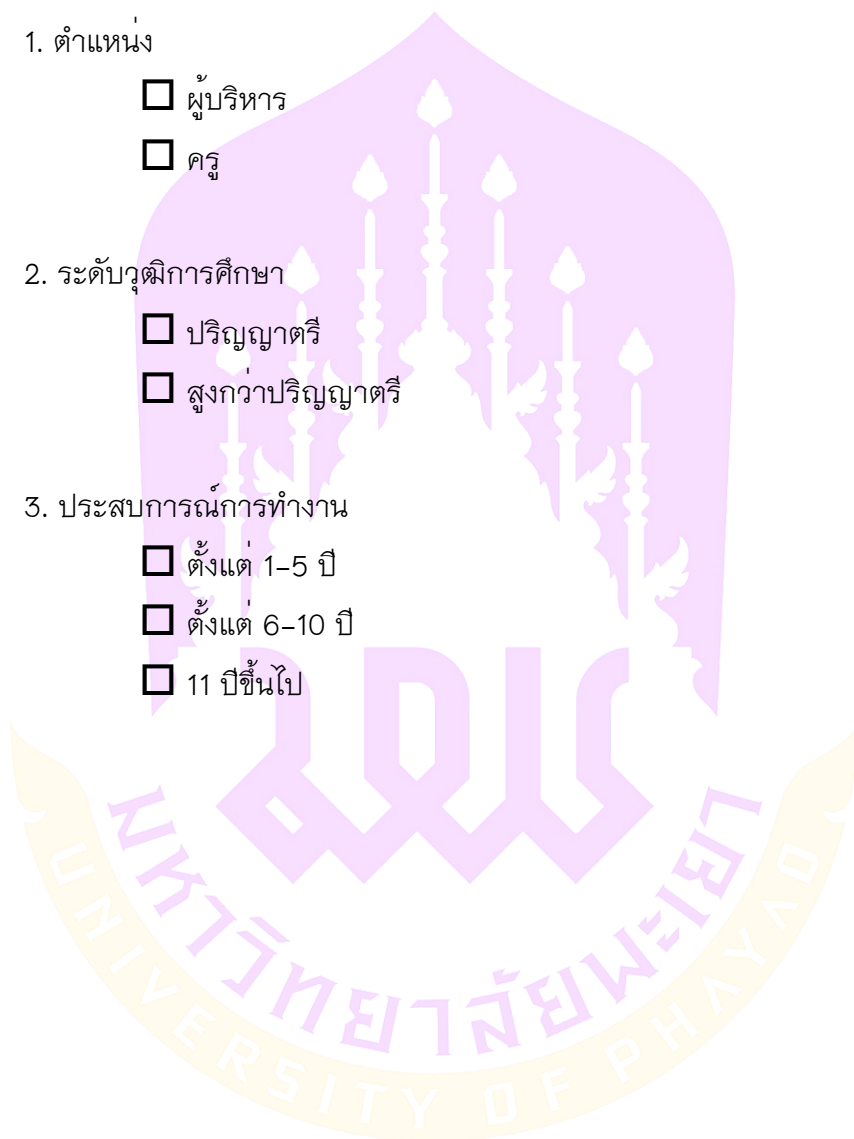 1. ตำแหน่ง
ผู้บริหาร
ครู
2. ระดับวุฒิการศึกษา
ปริญญาตรี
สูงกว่าปริญญาตรี
3. ประสบการณ์การทำงาน
ตั้งแต่ 1–5 ปี
ตั้งแต่ 6–10 ปี
11 ปีขึ้นไป
มหาวิทยาลัยพะเยา
UNIVERSITY OF PHAYAO